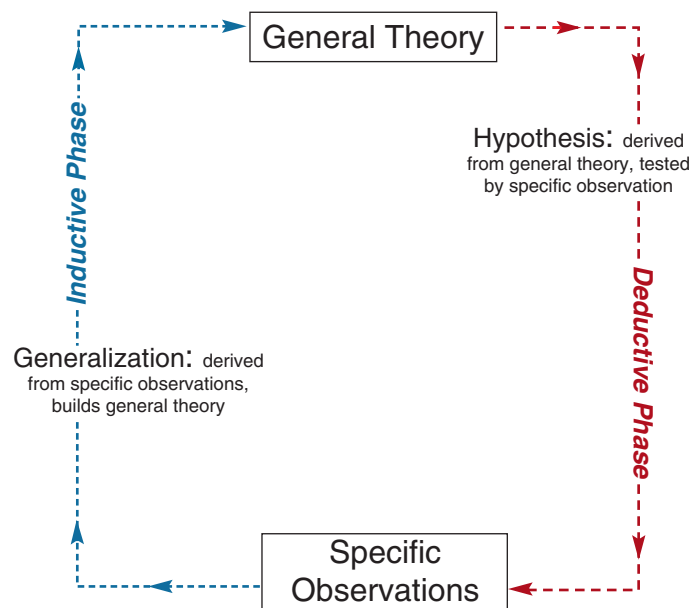 General Theory
Inductive Phase
Hypothesis: derived
from general theory, tested
by specific observation
Deductive Phase
Generalization: derived
from specific observations,
builds general theory
Specific
Observations